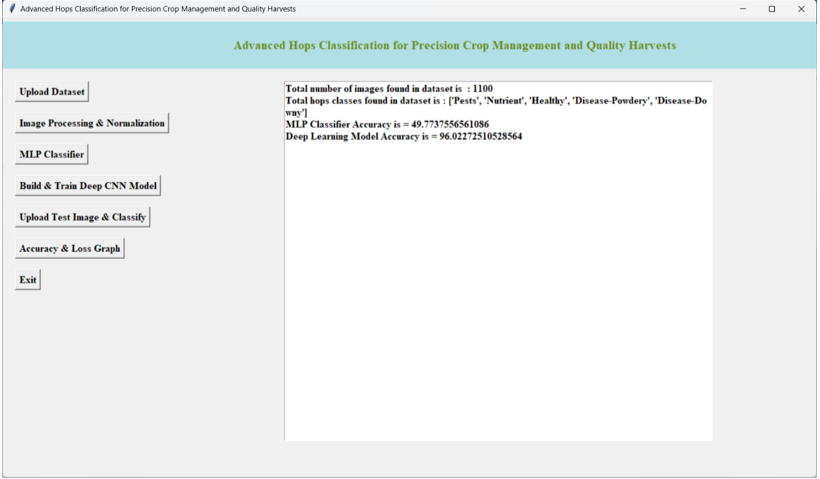 Advanced Hops Classification for Precision Crop Management and Quality Harvests
Advanced Hops Classification for Precision Crop Management and Quality Harvests
Upload Dataset
Image Processing & Normalization
MLP Classifier
Build & Train Deep CNN Model
Upload Test Image & Classify
Accuracy & Loss Graph
Exit
Total number of images found in dataset is : 1100
Total hops classes found in dataset is : ['Pests', 'Nutrient', 'Healthy', 'Disease-Powdery', 'Disease-Do
wny']
MLP Classifier Accuracy is = 49.7737556561086
Deep Learning Model Accuracy is = 96.02272510528564